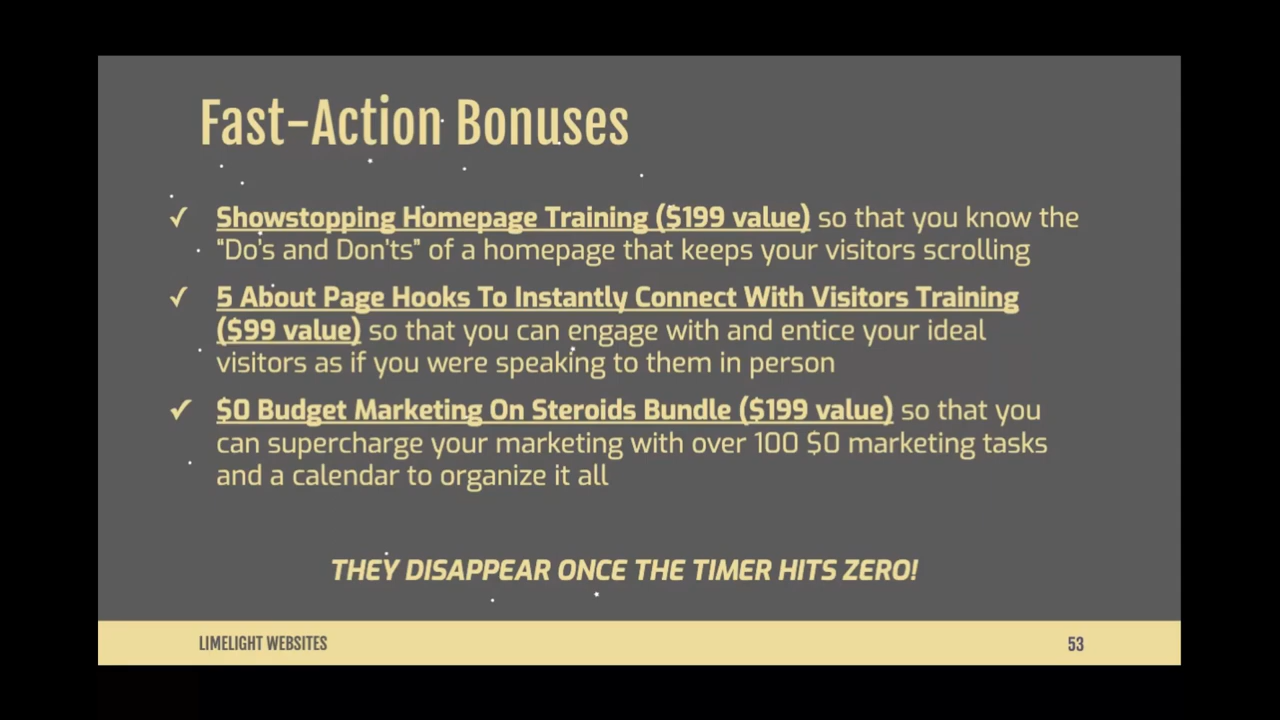 Fast-Action Bonuses
✓ Showstopping Homepage Training ($199 value) so that you know the
“Do's and Don'ts” of a homepage that keeps your visitors scrolling
✓ 5 About Page Hooks To Instantly Connect With Visitors Training
($99 value) so that you can engage with and entice your ideal
visitors as if you were speaking to them in person
✓ $0 Budget Marketing On Steroids Bundle ($199 value) so that you
can supercharge your marketing with over 100 $0 marketing tasks
and a calendar to organize it all
THEY DISAPPEAR ONCE THE TIMER HITS ZERO!
LIMELIGHT WEBSITES
53